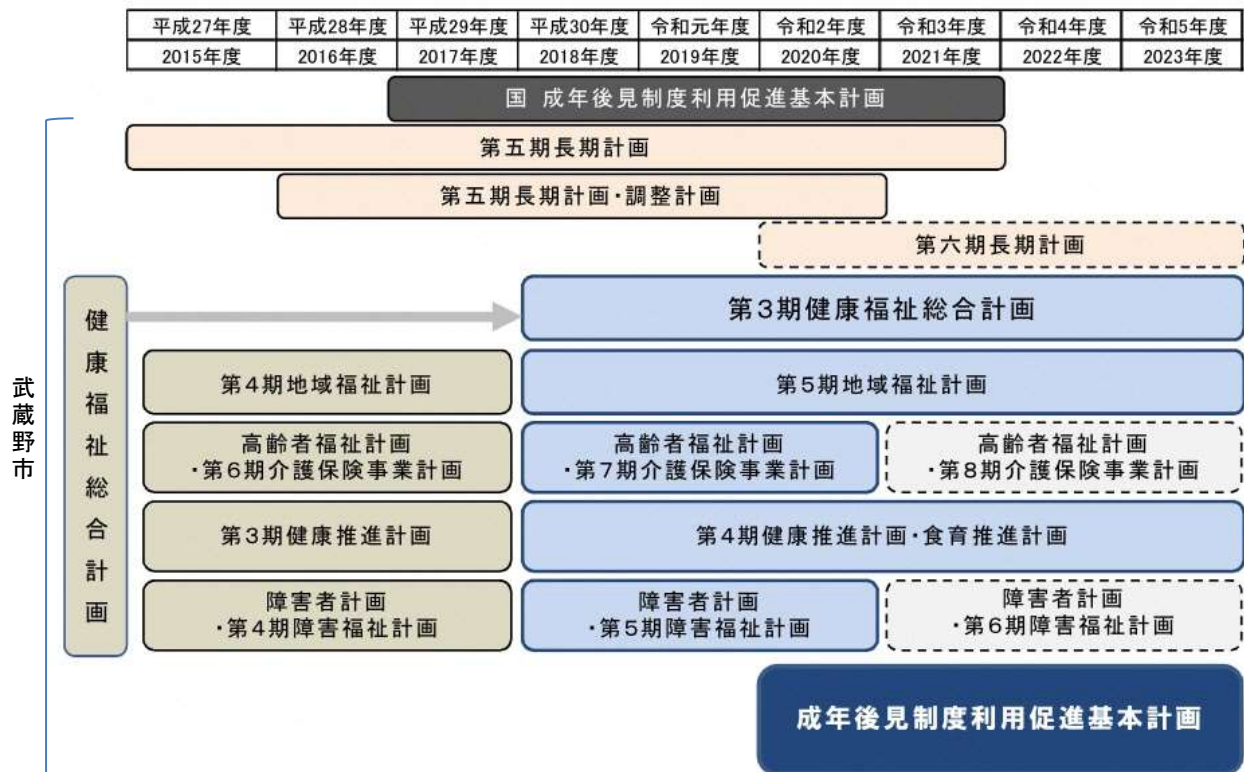 平成27年度 平成28年度 平成29年度 平成30年度 令和元年度 令和2年度 令和3年度 令和4年度 令和5年度
2015年度 2016年度 2017年度 2018年度 2019年度 2020年度 2021年度 2022年度 2023年度
国 成年後見制度利用促進基本計画
第五期長期計画
第五期長期計画・調整計画
第六期長期計画
武蔵野市
健康福祉総合計画
第3期健康福祉総合計画
第4期地域福祉計画
第5期地域福祉計画
高齢者福祉計画
・第6期介護保険事業計画
高齢者福祉計画
・第7期介護保険事業計画
高齢者福祉計画
・第8期介護保険事業計画
第3期健康推進計画
第4期健康推進計画・食育推進計画
障害者計画
・第4期障害福祉計画
障害者計画
・第5期障害福祉計画
障害者計画
・第6期障害福祉計画
成年後見制度利用促進基本計画